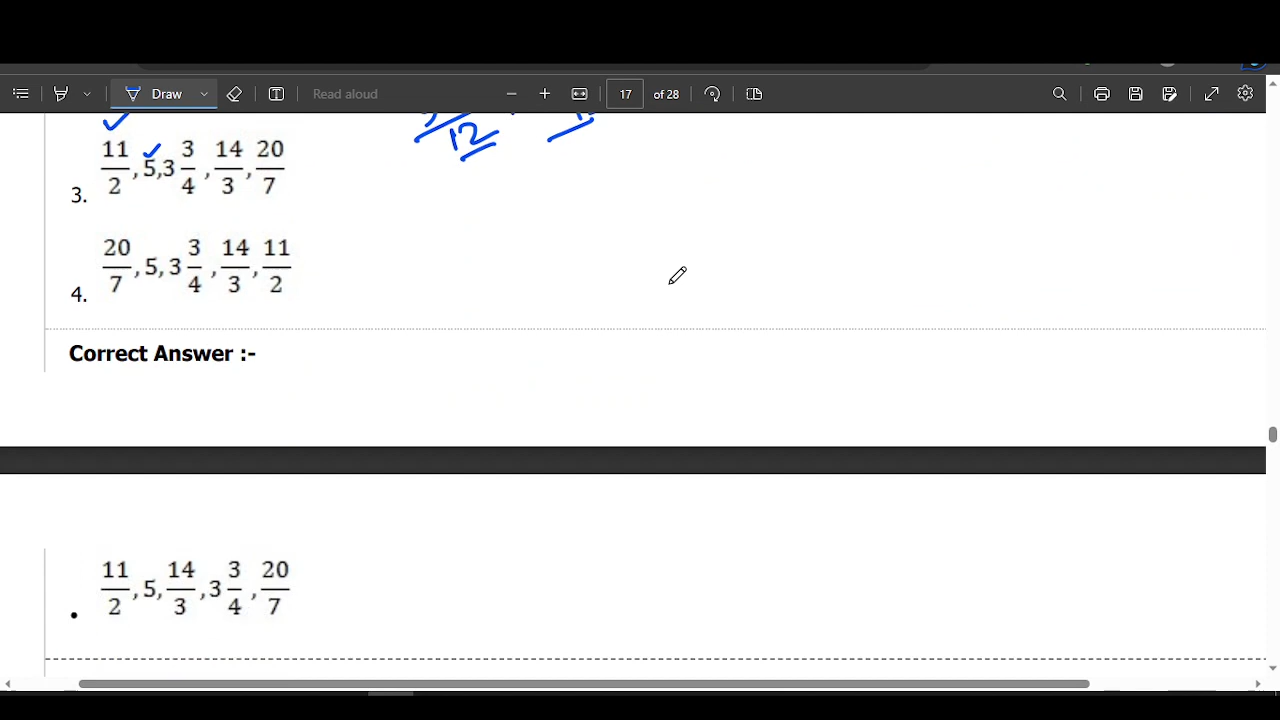 Draw Read aloud 17 of 28
12
3. 11/2, 5, 3 3/4, 14/3, 20/7
4. 20/7, 5, 3 3/4, 14/3, 11/2
Correct Answer :-
• 11/2, 5, 14/3, 3 3/4, 20/7